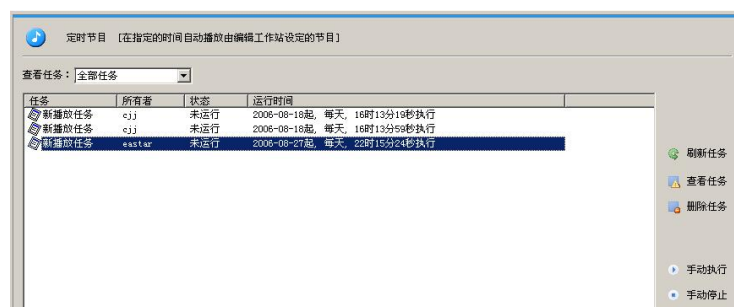 定时节目 [在指定的时间自动播放由编辑工作站设定的节目]
查看任务： 全部任务
任务 所有者 状态 运行时间
新播放任务 cjj 未运行 2006-08-18起，每天，16时13分19秒执行
新播放任务 cjj 未运行 2006-08-18起，每天，16时13分59秒执行
新播放任务 eastar 未运行 2006-08-27起，每天，22时15分24秒执行
刷新任务
查看任务
删除任务
手动执行
手动停止